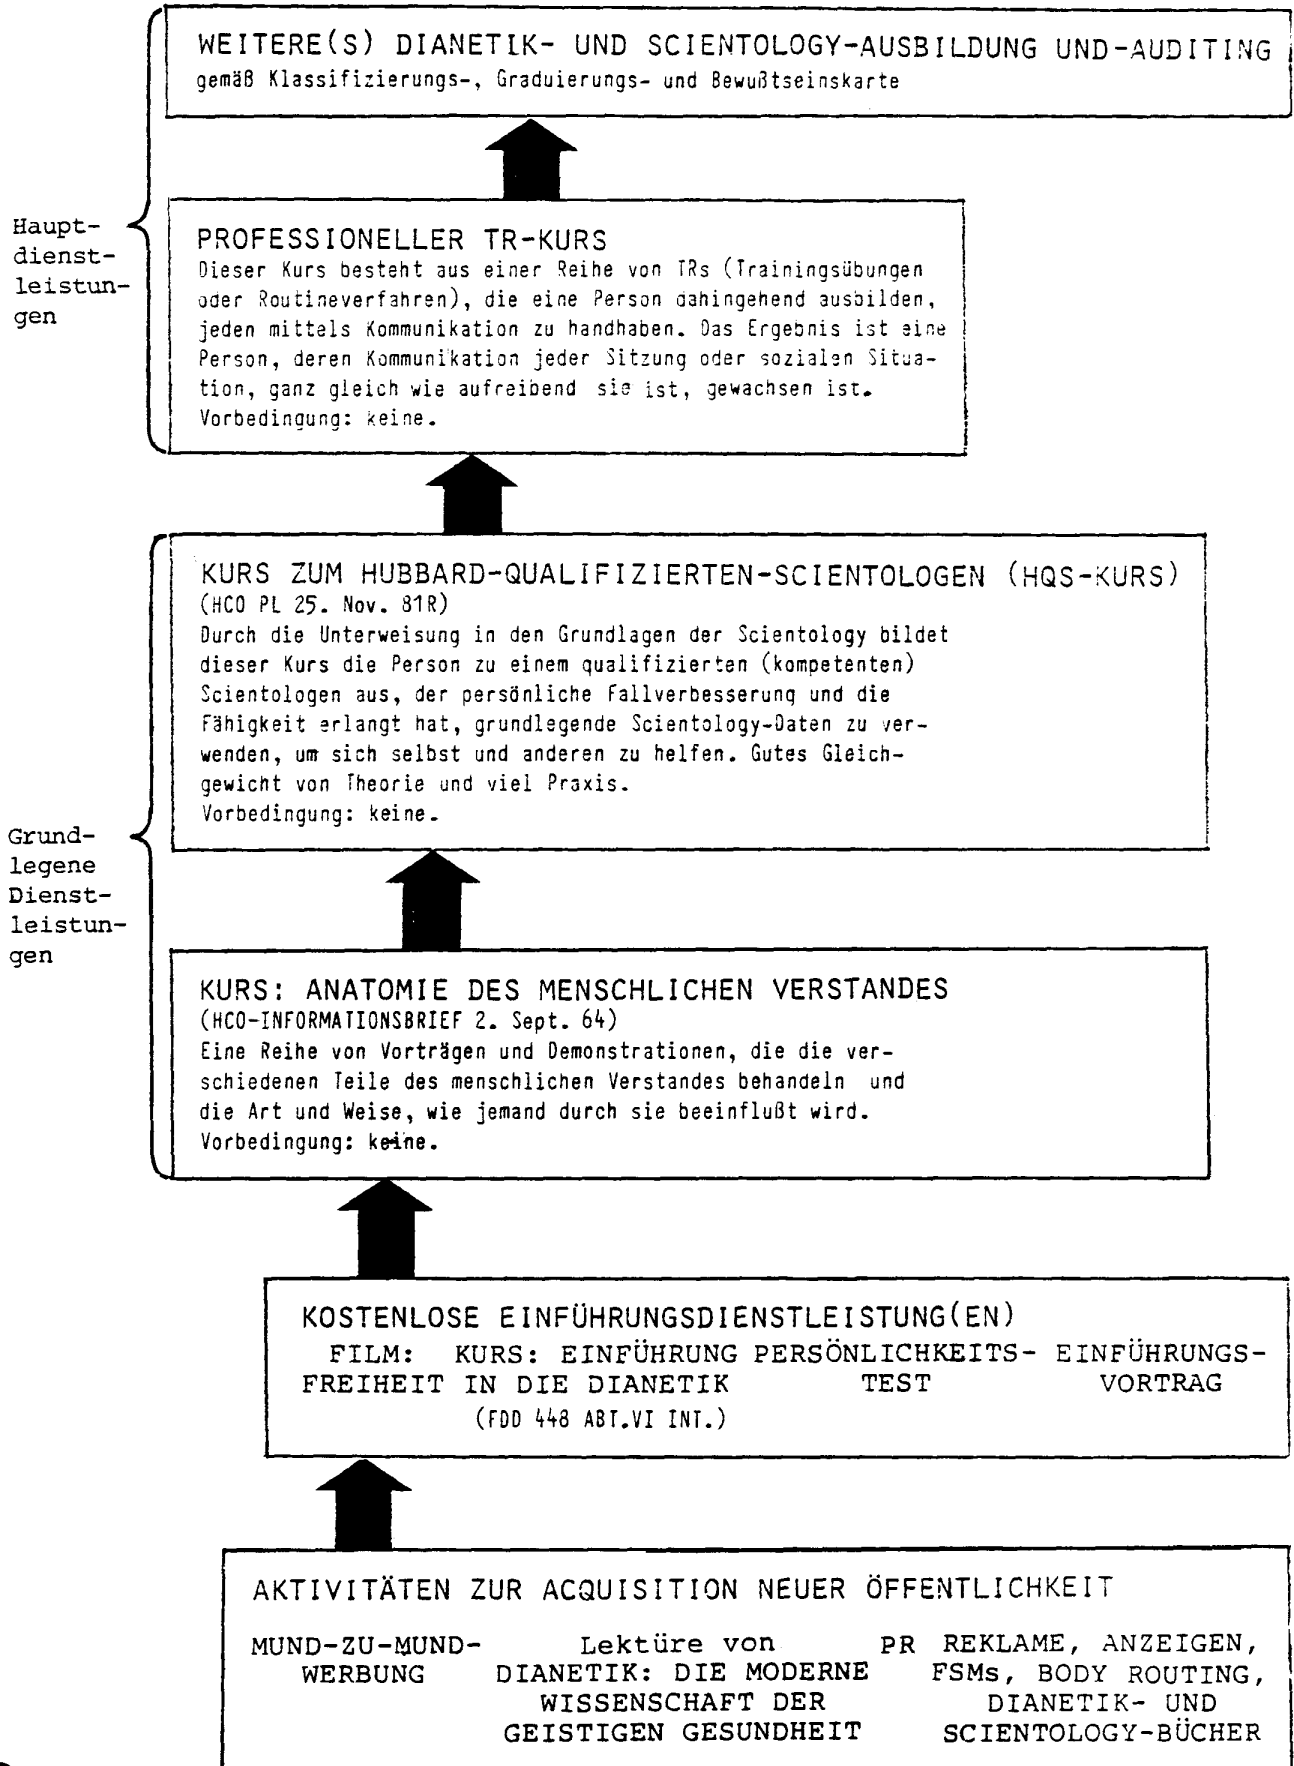 WEITERE(S) DIANETIK- UND SCIENTOLOGY-AUSBILDUNG UND-AUDITING
gemäß Klassifizierungs-, Graduierungs- und Bewußtseinskarte
Haupt-
dienst-
leistun-
gen
PROFESSIONELLER TR-KURS
Dieser Kurs besteht aus einer Reihe von TRs (Trainingsübungen
oder Routineverfahren), die eine Person dahingehend ausbilden,
jeden mittels Kommunikation zu handhaben. Das Ergebnis ist eine
Person, deren Kommunikation jeder Sitzung oder sozialen Situa-
tion, ganz gleich wie aufreibend sie ist, gewachsen ist.
Vorbedingung: keine.
KURS ZUM HUBBARD-QUALIFIZIERTEN-SCIENTOLOGEN (HQS-KURS)
(HCO PL 25. Nov. 81R)
Durch die Unterweisung in den Grundlagen der Scientology bildet
dieser Kurs die Person zu einem qualifizierten (kompetenten)
Scientologen aus, der persönliche Fallverbesserung und die
Fähigkeit erlangt hat, grundlegende Scientology-Daten zu ver-
wenden, um sich selbst und anderen zu helfen. Gutes Gleich-
gewicht von Theorie und viel Praxis.
Vorbedingung: keine.
Grund-
legene
Dienst-
leistun-
gen
KURS: ANATOMIE DES MENSCHLICHEN VERSTANDES
(HCO-INFORMATIONSBRIEF 2. Sept. 64)
Eine Reihe von Vorträgen und Demonstrationen, die die ver-
schiedenen Teile des menschlichen Verstandes behandeln und
die Art und Weise, wie jemand durch sie beeinflußt wird.
Vorbedingung: keine.
KOSTENLOSE EINFÜHRUNGSDIENSTLEISTUNG(EN)
FILM: KURS: EINFÜHRUNG PERSÖNLICHKEITS- EINFÜHRUNGS-
FREIHEIT IN DIE DIANETIK TEST VORTRAG
(FDD 448 ABT.VI INT.)
AKTIVITÄTEN ZUR ACQUISITION NEUER ÖFFENTLICHKEIT
MUND-ZU-MUND- Lektüre von PR REKLAME, ANZEIGEN,
WERBUNG DIANETIK: DIE MODERNE FSMs, BODY ROUTING,
WISSENSCHAFT DER DIANETIK- UND
GEISTIGEN GESUNDHEIT SCIENTOLOGY-BÜCHER